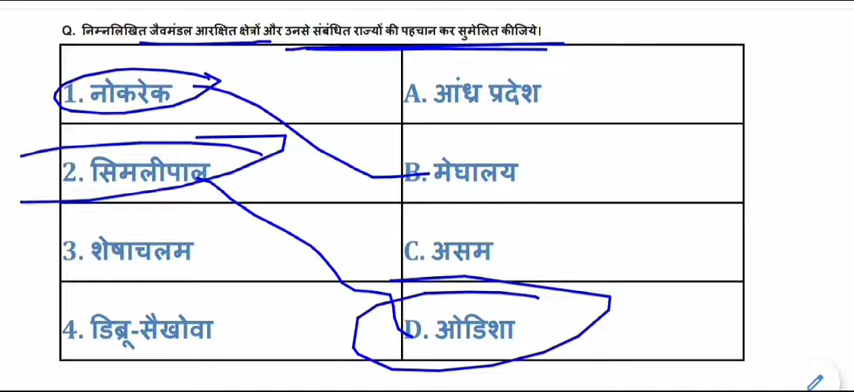 Q. निम्नलिखित जैवमंडल आरक्षित क्षेत्रों और उनसे संबंधित राज्यों की पहचान कर सुमेलित कीजिये।
1. नोकरेक A. आंध्र प्रदेश
2. सिमलीपाल B. मेघालय
3. शेषाचलम C. असम
4. डिब्रू-सैखोवा D. ओडिशा